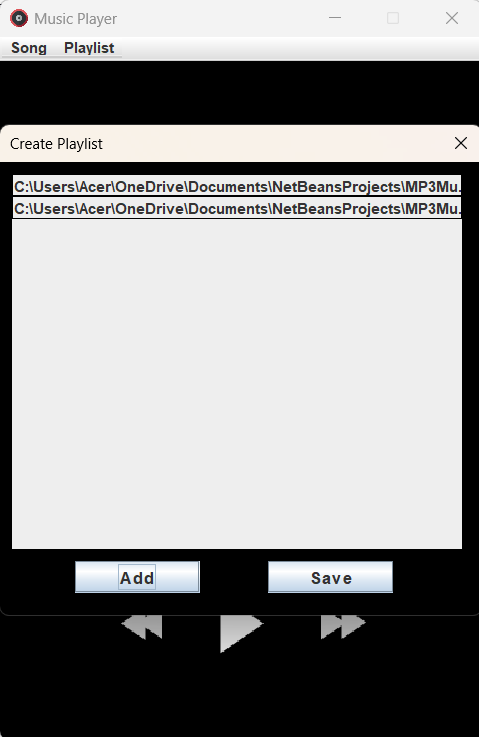 Music Player
Song Playlist
Create Playlist
C:\Users\Acer\OneDrive\Documents\NetBeansProjects\MP3Mu.
C:\Users\Acer\OneDrive\Documents\NetBeansProjects\MP3Mu.
Add Save